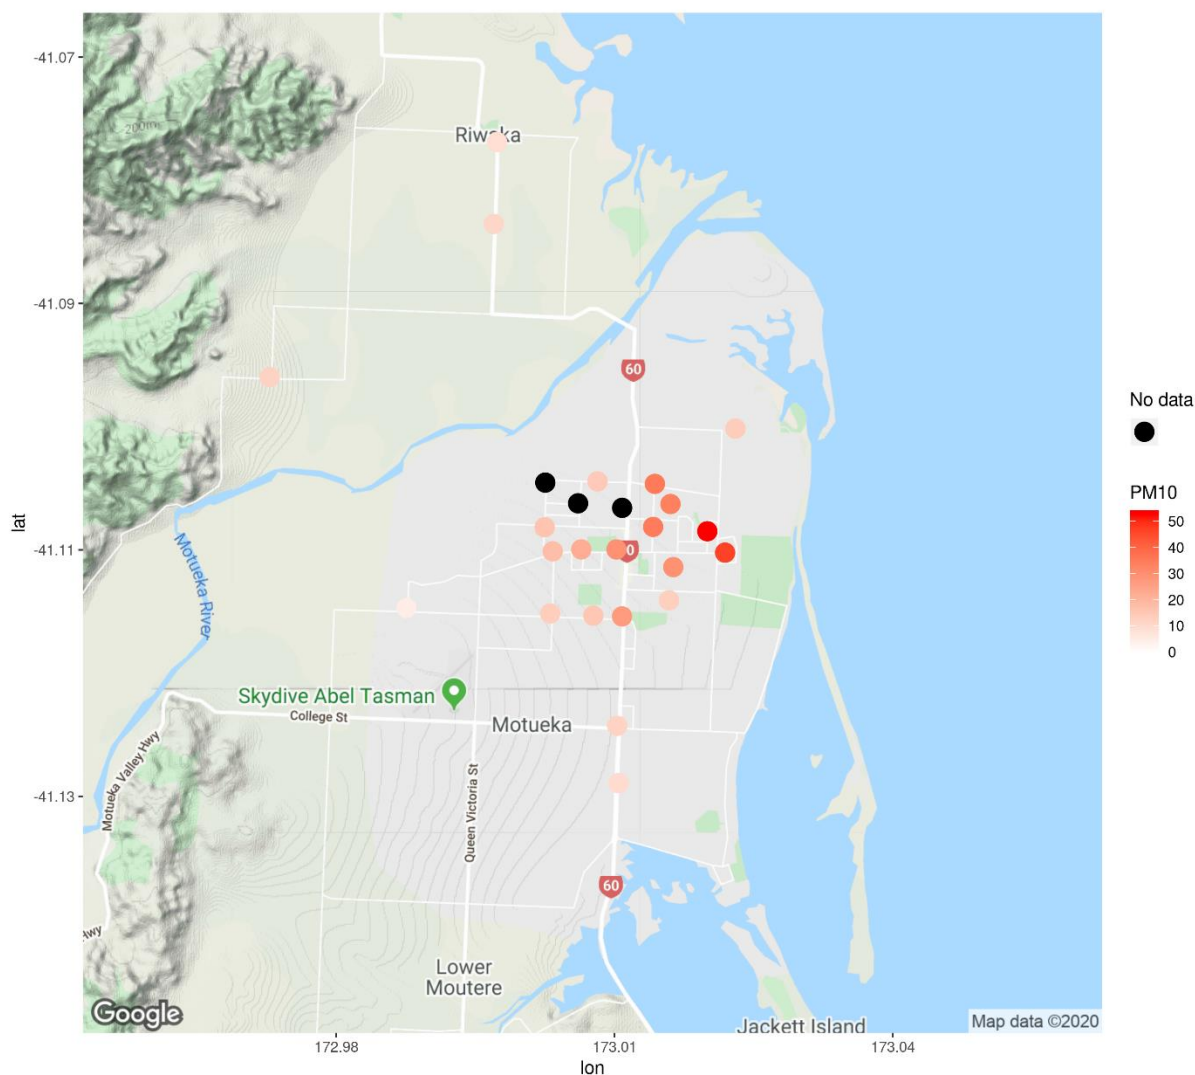 -41.07
-41.09
-41.11
-41.13
lat
172.98
173.01
173.04
lon
200m
60
Motueka River
Skydive Abel Tasman
College St
Motueka
Motueka Valley Hwy
Queen Victoria St
60
Lower
Moutere
Google
Jackett Island
Map data ©2020
No data
PM10
50
40
30
20
10
0